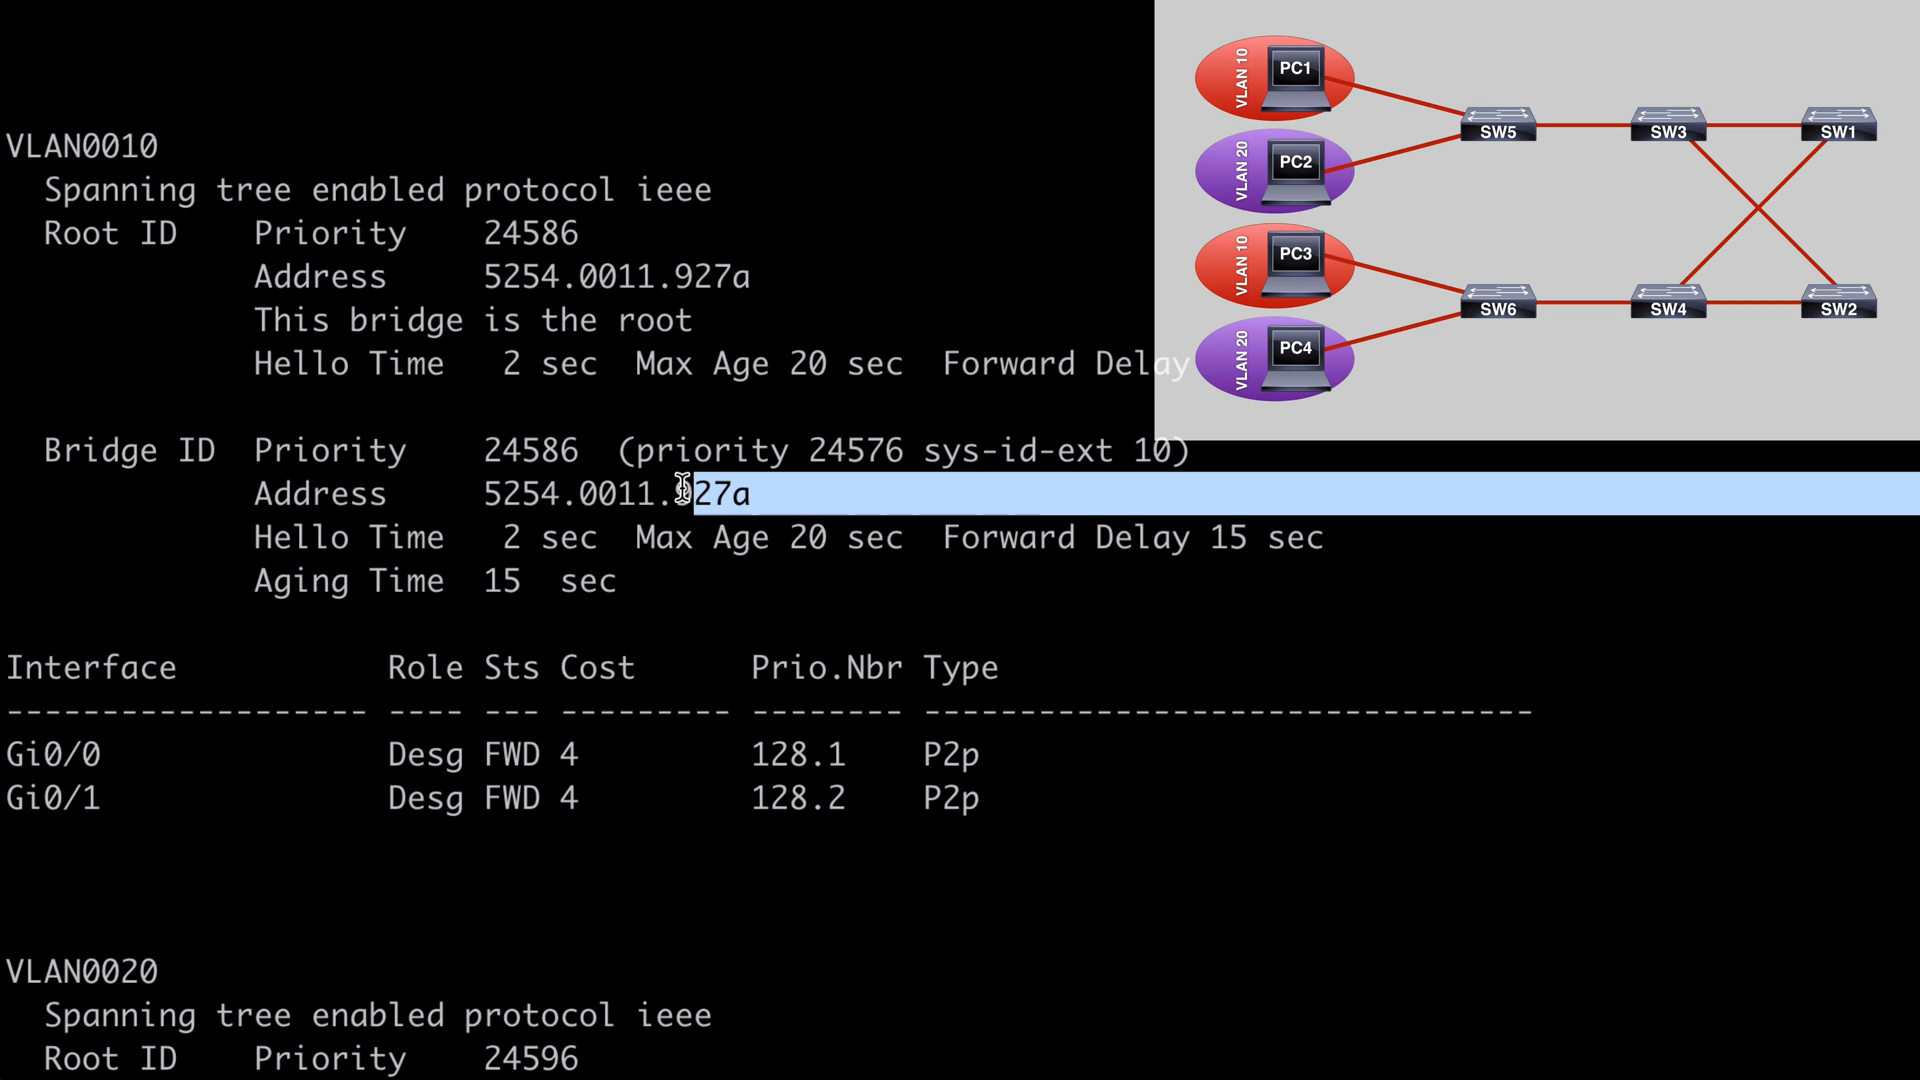 VLAN0010
Spanning tree enabled protocol ieee
Root ID Priority 24586
Address 5254.0011.927a
This bridge is the root
Hello Time 2 sec Max Age 20 sec Forward Delay
Bridge ID Priority 24586 (priority 24576 sys-id-ext 10)
Address 5254.0011.927a
Hello Time 2 sec Max Age 20 sec Forward Delay 15 sec
Aging Time 15 sec
Interface Role Sts Cost Prio.Nbr Type
------------------- ---- --- --------- -------- --------------------------------
Gi0/0 Desg FWD 4 128.1 P2p
Gi0/1 Desg FWD 4 128.2 P2p
VLAN0020
Spanning tree enabled protocol ieee
Root ID Priority 24596
VLAN 10
PC1
VLAN 20
PC2
VLAN 10
PC3
VLAN 20
PC4
SW5
SW3
SW1
SW6
SW4
SW2